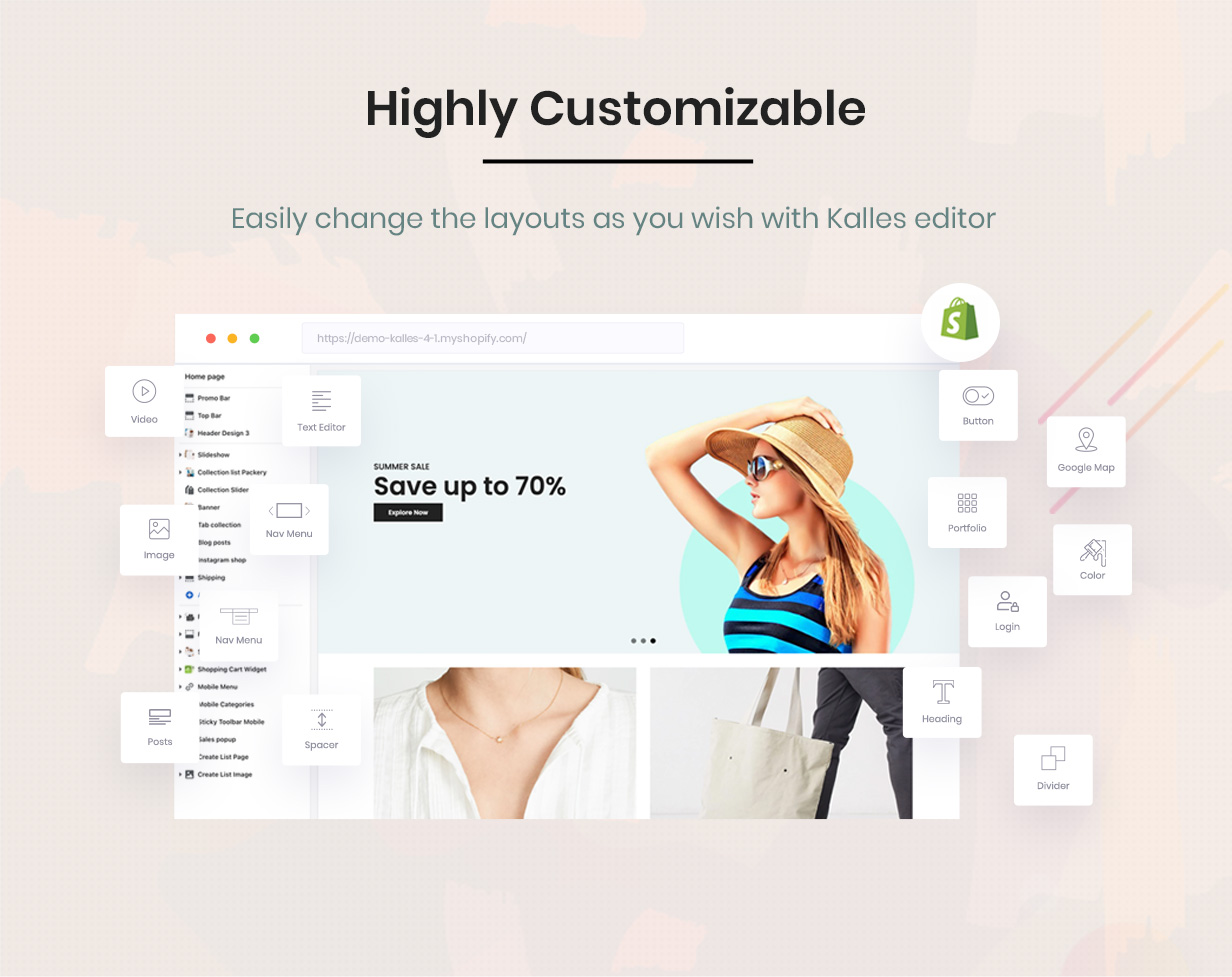 Highly Customizable
Easily change the layouts as you wish with Kalles editor
https://demo-kalles-4-1.myshopify.com/
Home page
Promo Bar
Top Bar
Header Design 3
Slideshow
Collection list Packery
Collection Slider
Banner
Tab collection
Blog posts
Instagram shop
Shipping
Shopping Cart Widget
Mobile Menu
Mobile Categories
Sticky Toolbar Mobile
Sales popup
Create List Page
Create List Image
Video
Text Editor
Image
Nav Menu
Nav Menu
Posts
Spacer
SUMMER SALE
Save up to 70%
Explore Now
S
Button
Google Map
Portfolio
Color
Login
Heading
Divider